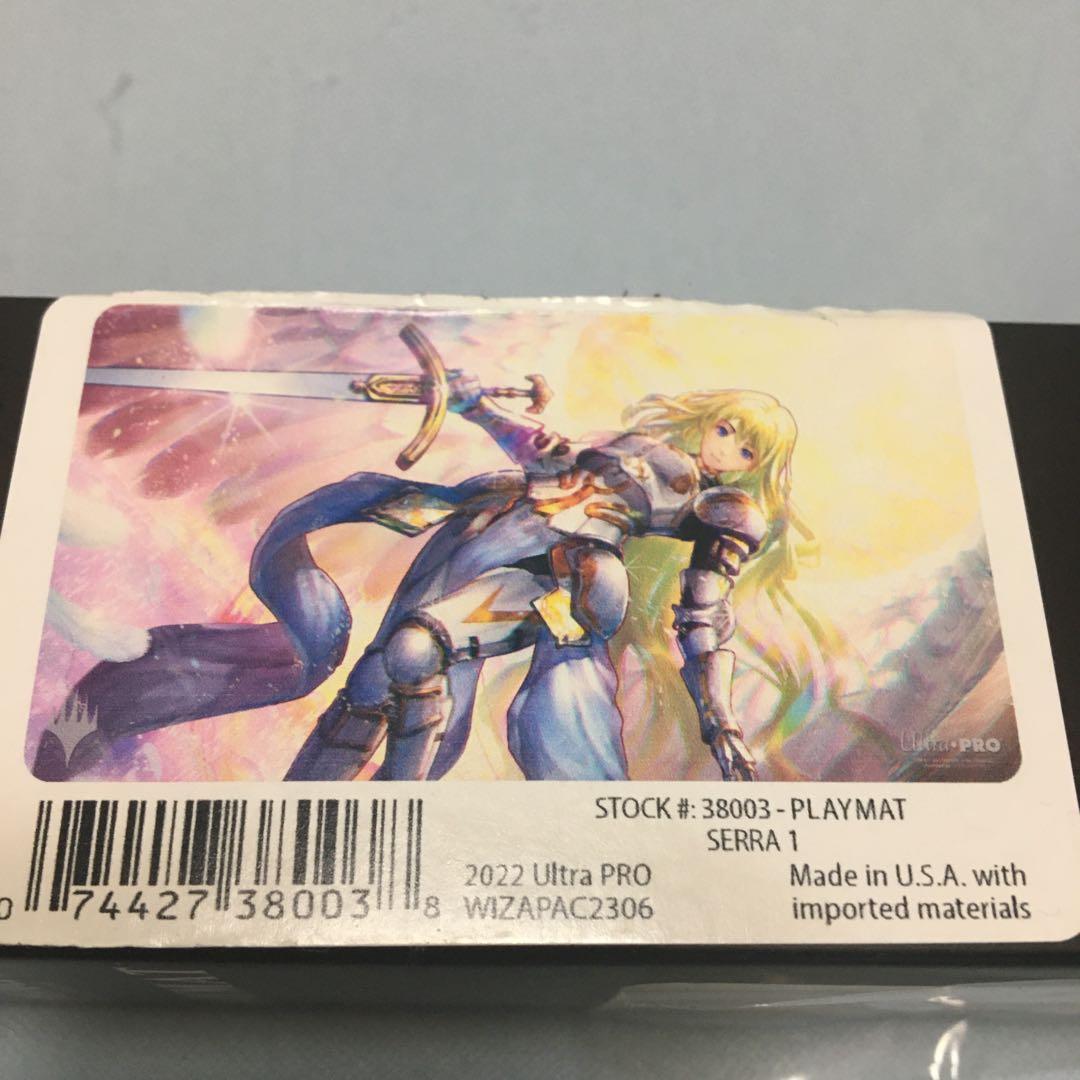 Ultra•PRO
STOCK #: 38003 - PLAYMAT
SERRA 1
2022 Ultra PRO
WIZAPAC2306
Made in U.S.A. with
imported materials
0 74427 38003 8